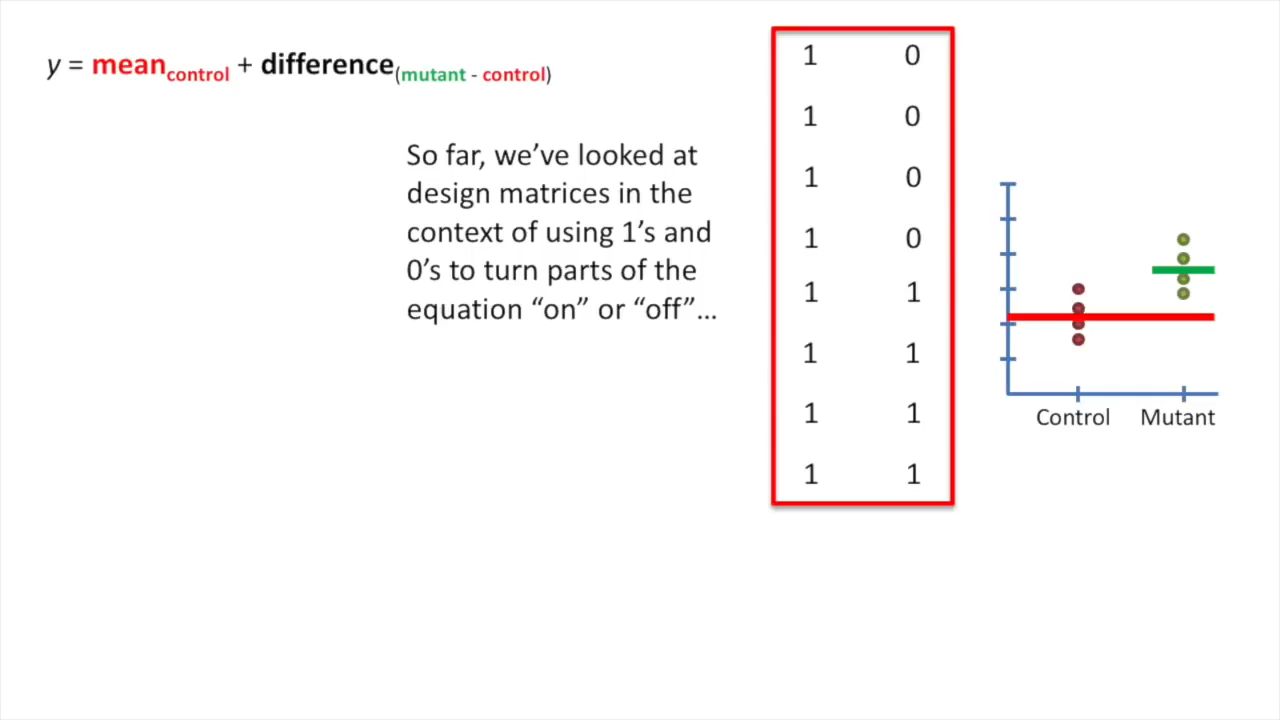 y = mean_control + difference_(mutant - control)
So far, we’ve looked at
design matrices in the
context of using 1’s and
0’s to turn parts of the
equation “on” or “off”…
1 0
1 0
1 0
1 0
1 1
1 1
1 1
1 1
Control Mutant